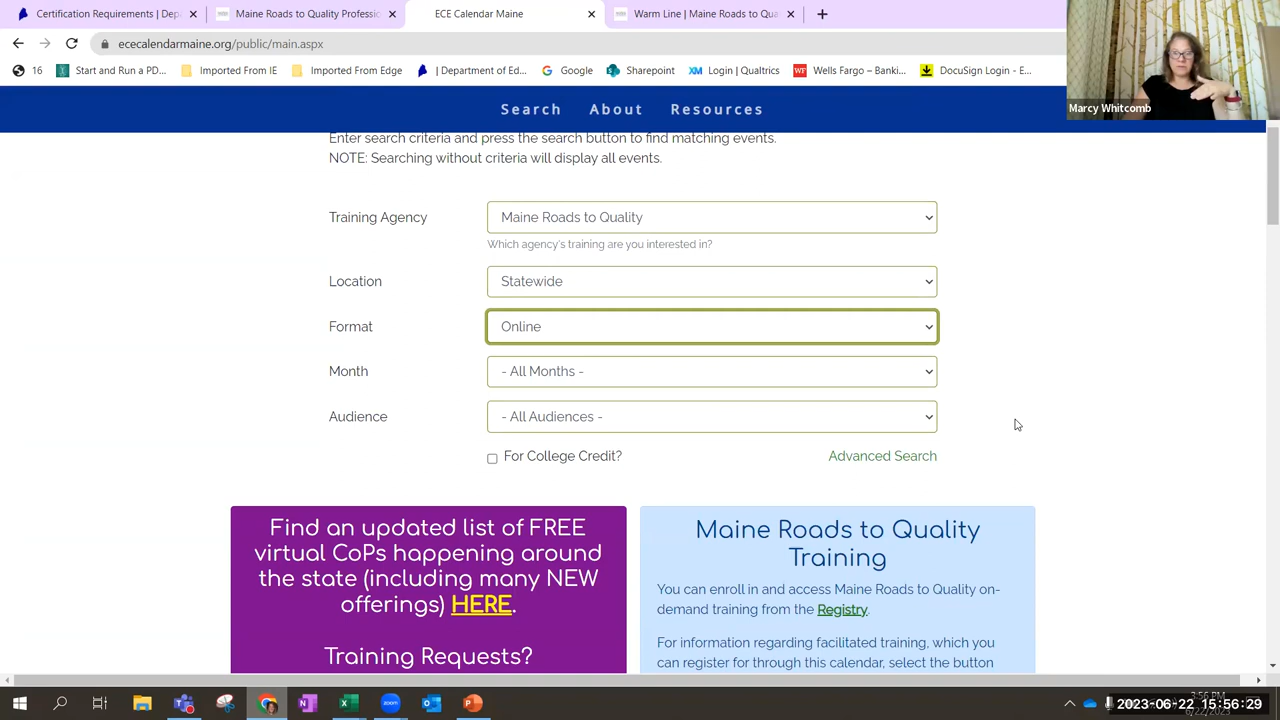 Certification Requirements | Dep
Maine Roads to Quality Professio
ECE Calendar Maine
Warm Line | Maine Roads to Qua
ececalendarmaine.org/public/main.aspx
16
Start and Run a PD...
Imported From IE
Imported From Edge
| Department of Ed...
Google
Sharepoint
XM
Login | Qualtrics
WF
Wells Fargo – Banki...
DocuSign Login - E...
Marcy Whitcomb
Search
About
Resources
Enter search criteria and press the search button to find matching events.
NOTE: Searching without criteria will display all events.
Training Agency
Maine Roads to Quality
Which agency's training are you interested in?
Location
Statewide
Format
Online
Month
- All Months -
Audience
- All Audiences -
For College Credit?
Advanced Search
Find an updated list of FREE
virtual CoPs happening around
the state (including many NEW
offerings) HERE.
Training Requests?
Maine Roads to Quality
Training
You can enroll in and access Maine Roads to Quality on-
demand training from the Registry.
For information regarding facilitated training, which you
can register for through this calendar, select the button
3:56 PM
2023-06-22 15:56:29